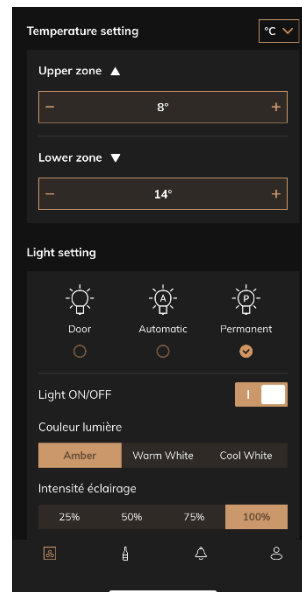 Temperature setting °C
Upper zone ▲
− 8° +
Lower zone ▼
− 14° +
Light setting
A P
Door Automatic Permanent
Light ON/OFF I
Couleur lumière
Amber Warm White Cool White
Intensité éclairage
25% 50% 75% 100%